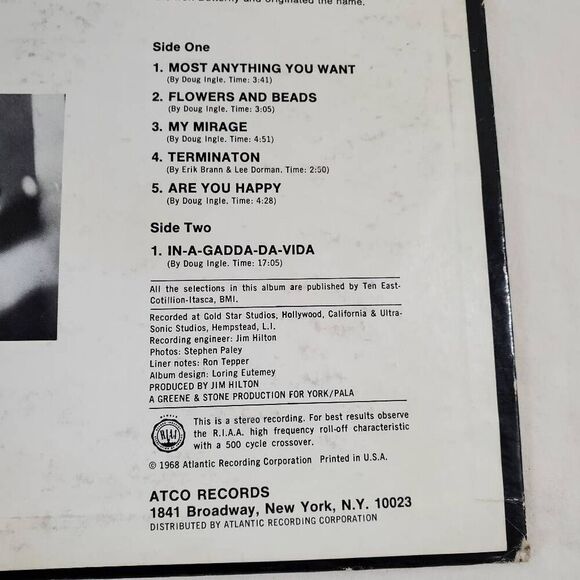 and originated the name.
Side One
1. MOST ANYTHING YOU WANT
(By Doug Ingle. Time: 3:41)
2. FLOWERS AND BEADS
(By Doug Ingle. Time: 3:05)
3. MY MIRAGE
(By Doug Ingle. Time: 4:51)
4. TERMINATON
(By Erik Brann & Lee Dorman. Time: 2:50)
5. ARE YOU HAPPY
(By Doug Ingle. Time: 4:28)
Side Two
1. IN-A-GADDA-DA-VIDA
(By Doug Ingle. Time: 17:05)
All the selections in this album are published by Ten East-
Cotillion-Itasca, BMI.
Recorded at Gold Star Studios, Hollywood, California & Ultra-
Sonic Studios, Hempstead, L.I.
Recording engineer: Jim Hilton
Photos: Stephen Paley
Liner notes: Ron Tepper
Album design: Loring Eutemey
PRODUCED BY JIM HILTON
A GREENE & STONE PRODUCTION FOR YORK/PALA
RIAA
This is a stereo recording. For best results observe
the R.I.A.A. high frequency roll-off characteristic
with a 500 cycle crossover.
© 1968 Atlantic Recording Corporation Printed in U.S.A.
ATCO RECORDS
1841 Broadway, New York, N.Y. 10023
DISTRIBUTED BY ATLANTIC RECORDING CORPORATION